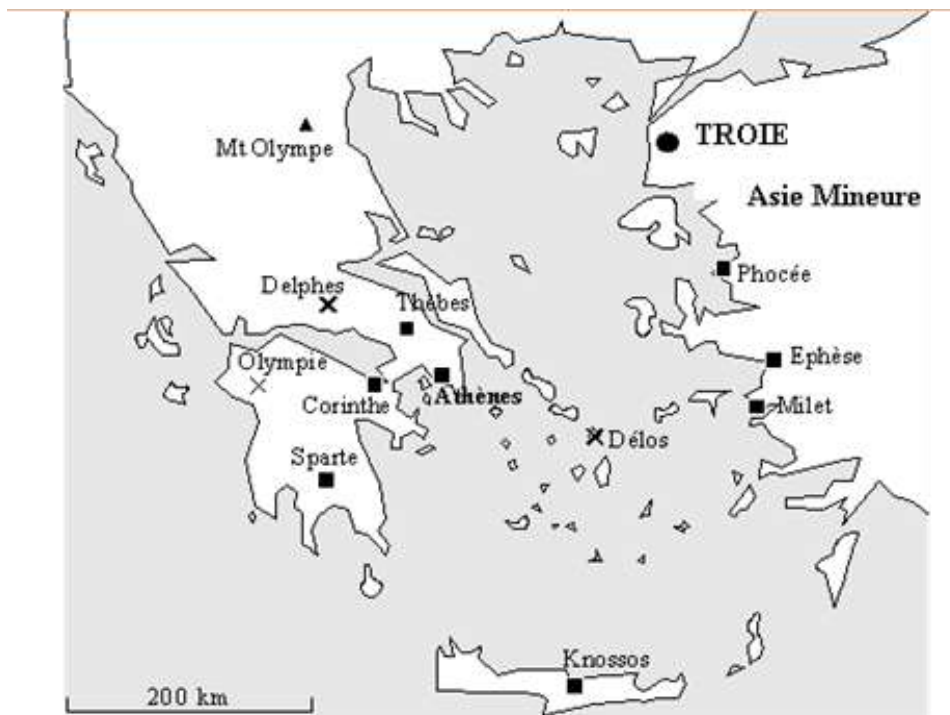 TROIE
Mt Olympe
Asie Mineure
Phocée
Delphes
Thèbes
Olympie
Ephèse
Athènes
Corinthe
Milet
Délos
Sparte
Knossos
200 km